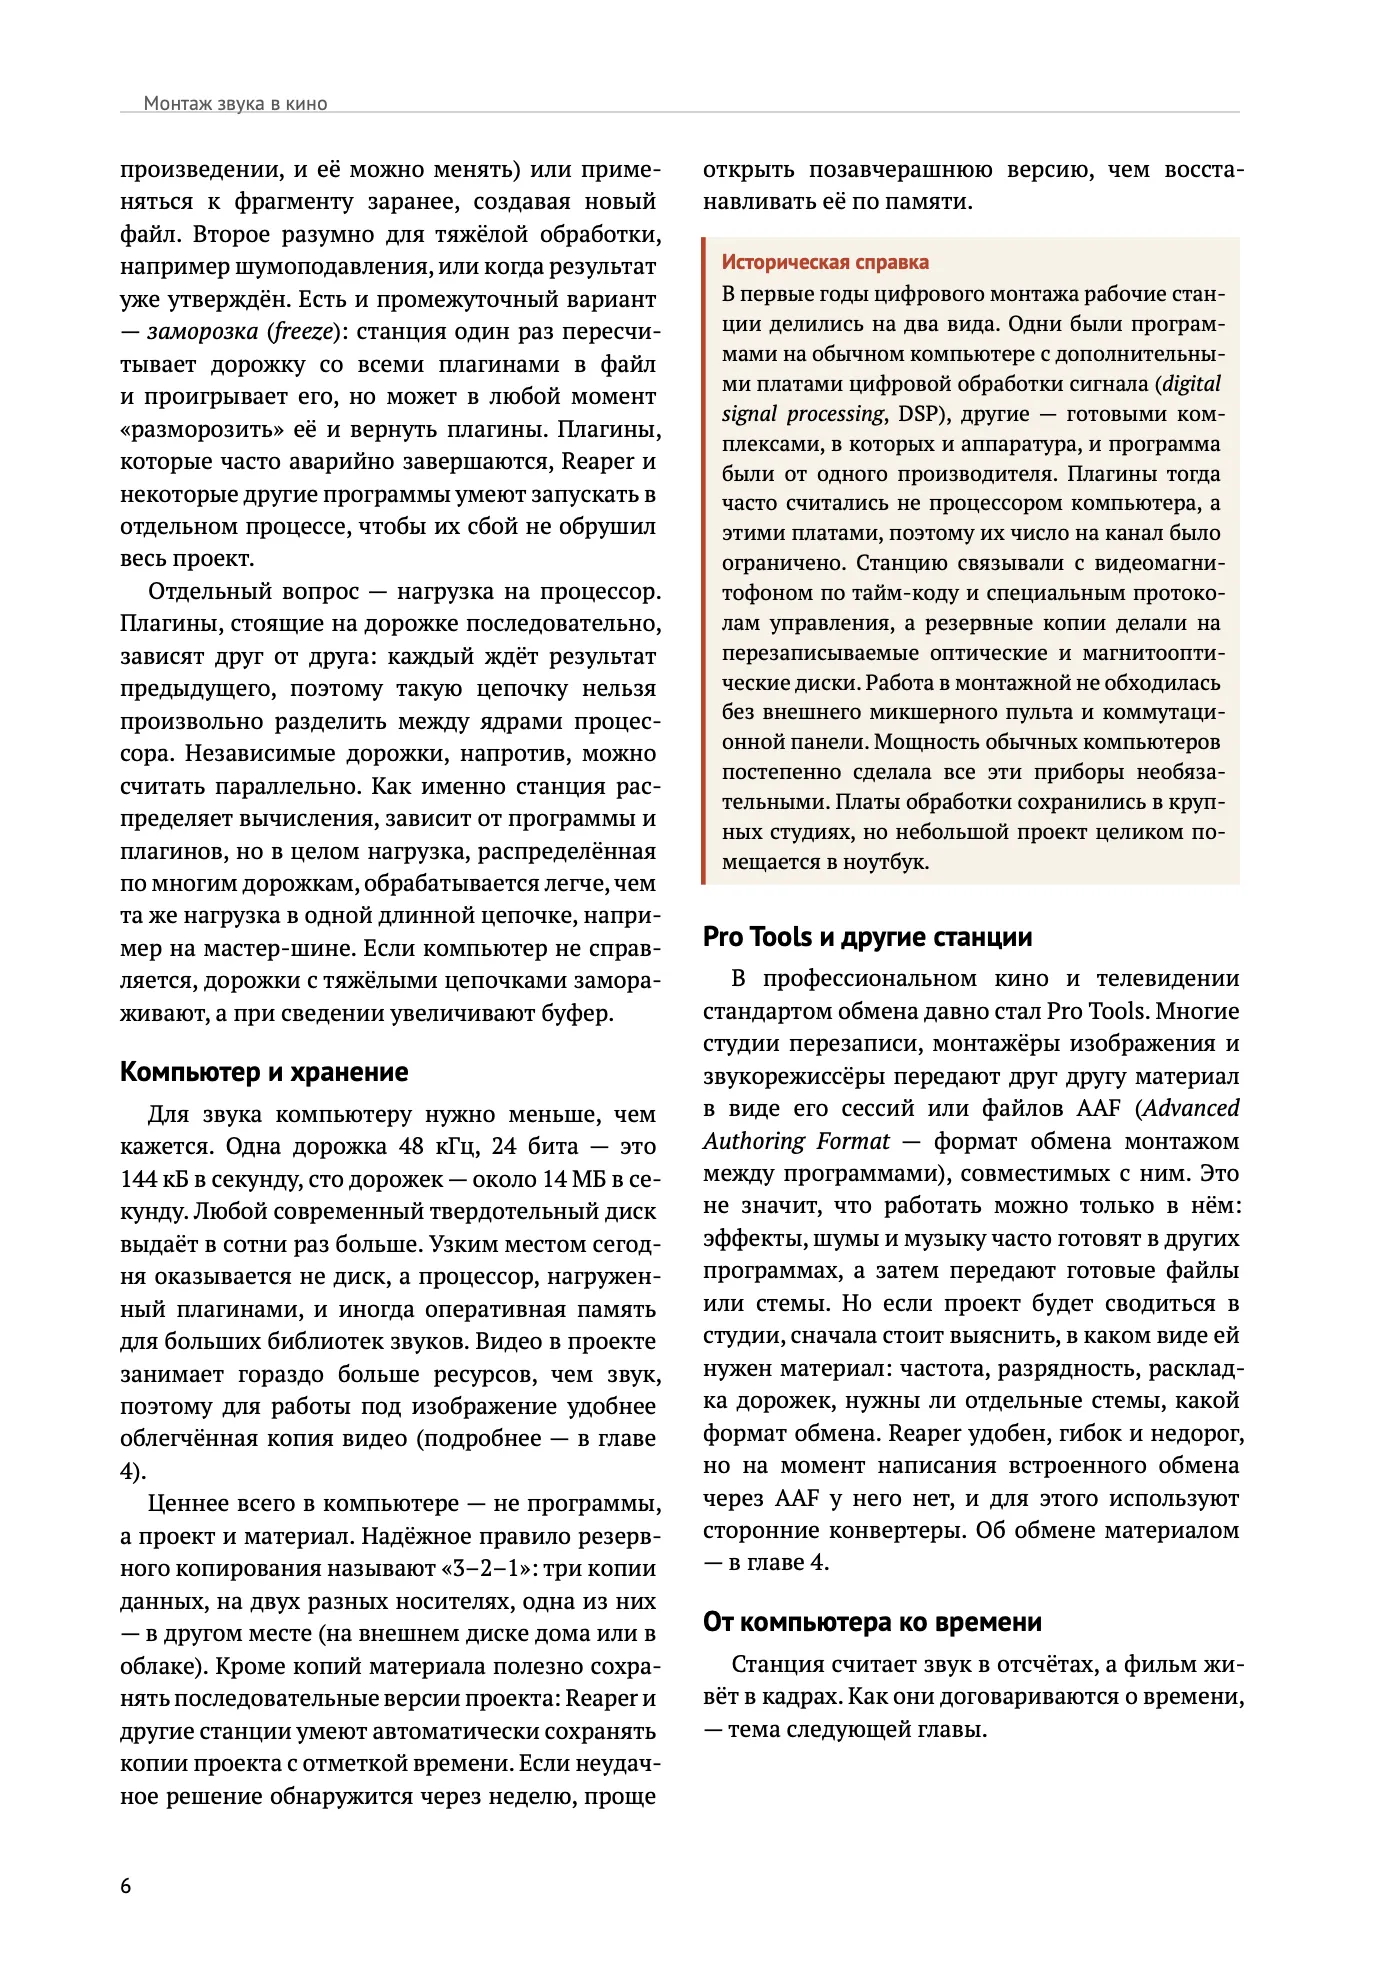 Монтаж звука в кино
произведении, и её можно менять) или приме-
няться к фрагменту заранее, создавая новый
файл. Второе разумно для тяжёлой обработки,
например шумоподавления, или когда результат
уже утверждён. Есть и промежуточный вариант
— заморозка (freeze): станция один раз пересчи-
тывает дорожку со всеми плагинами в файл
и проигрывает его, но может в любой момент
«разморозить» её и вернуть плагины. Плагины,
которые часто аварийно завершаются, Reaper и
некоторые другие программы умеют запускать в
отдельном процессе, чтобы их сбой не обрушил
весь проект.
Отдельный вопрос — нагрузка на процессор.
Плагины, стоящие на дорожке последовательно,
зависят друг от друга: каждый ждёт результат
предыдущего, поэтому такую цепочку нельзя
произвольно разделить между ядрами процес-
сора. Независимые дорожки, напротив, можно
считать параллельно. Как именно станция рас-
пределяет вычисления, зависит от программы и
плагинов, но в целом нагрузка, распределённая
по многим дорожкам, обрабатывается легче, чем
та же нагрузка в одной длинной цепочке, напри-
мер на мастер-шине. Если компьютер не справ-
ляется, дорожки с тяжёлыми цепочками замора-
живают, а при сведении увеличивают буфер.
Компьютер и хранение
Для звука компьютеру нужно меньше, чем
кажется. Одна дорожка 48 кГц, 24 бита — это
144 кБ в секунду, сто дорожек — около 14 МБ в се-
кунду. Любой современный твердотельный диск
выдаёт в сотни раз больше. Узким местом сегод-
ня оказывается не диск, а процессор, нагружен-
ный плагинами, и иногда оперативная память
для больших библиотек звуков. Видео в проекте
занимает гораздо больше ресурсов, чем звук,
поэтому для работы под изображение удобнее
облегчённая копия видео (подробнее — в главе
4).
Ценнее всего в компьютере — не программы,
а проект и материал. Надёжное правило резерв-
ного копирования называют «3–2–1»: три копии
данных, на двух разных носителях, одна из них
— в другом месте (на внешнем диске дома или в
облаке). Кроме копий материала полезно сохра-
нять последовательные версии проекта: Reaper и
другие станции умеют автоматически сохранять
копии проекта с отметкой времени. Если неудач-
ное решение обнаружится через неделю, проще
открыть позавчерашнюю версию, чем восста-
навливать её по памяти.
Историческая справка
В первые годы цифрового монтажа рабочие стан-
ции делились на два вида. Одни были програм-
мами на обычном компьютере с дополнительны-
ми платами цифровой обработки сигнала (digital
signal processing, DSP), другие — готовыми ком-
плексами, в которых и аппаратура, и программа
были от одного производителя. Плагины тогда
часто считались не процессором компьютера, а
этими платами, поэтому их число на канал было
ограничено. Станцию связывали с видеомагни-
тофоном по тайм-коду и специальным протоко-
лам управления, а резервные копии делали на
перезаписываемые оптические и магнитоопти-
ческие диски. Работа в монтажной не обходилась
без внешнего микшерного пульта и коммутаци-
онной панели. Мощность обычных компьютеров
постепенно сделала все эти приборы необяза-
тельными. Платы обработки сохранились в круп-
ных студиях, но небольшой проект целиком по-
мещается в ноутбук.
Pro Tools и другие станции
В профессиональном кино и телевидении
стандартом обмена давно стал Pro Tools. Многие
студии перезаписи, монтажёры изображения и
звукорежиссёры передают друг другу материал
в виде его сессий или файлов AAF (Advanced
Authoring Format — формат обмена монтажом
между программами), совместимых с ним. Это
не значит, что работать можно только в нём:
эффекты, шумы и музыку часто готовят в других
программах, а затем передают готовые файлы
или стемы. Но если проект будет сводиться в
студии, сначала стоит выяснить, в каком виде ей
нужен материал: частота, разрядность, расклад-
ка дорожек, нужны ли отдельные стемы, какой
формат обмена. Reaper удобен, гибок и недорог,
но на момент написания встроенного обмена
через AAF у него нет, и для этого используют
сторонние конвертеры. Об обмене материалом
— в главе 4.
От компьютера ко времени
Станция считает звук в отсчётах, а фильм жи-
вёт в кадрах. Как они договариваются о времени,
— тема следующей главы.
6